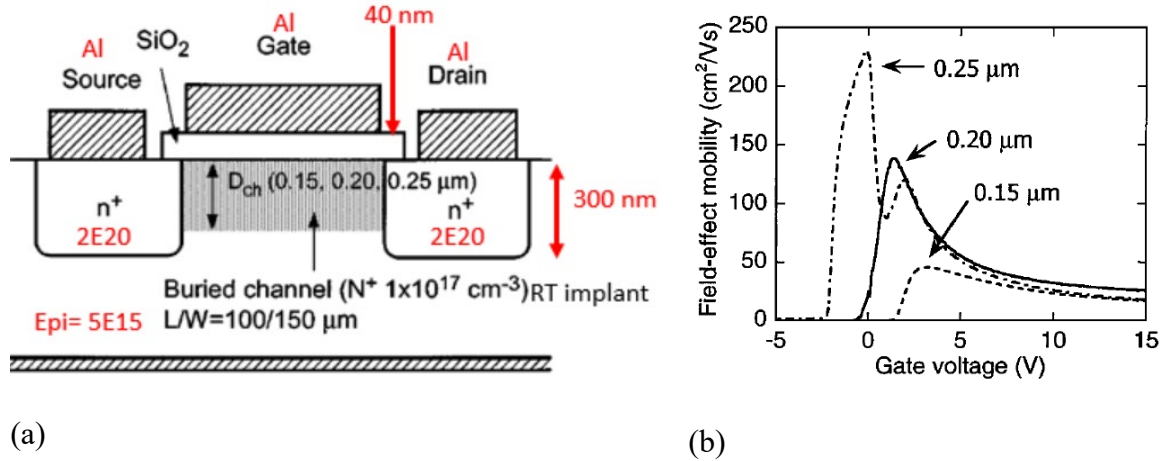 Al
Source
SiO₂
Al
Gate
40 nm
Al
Drain
D_ch (0.15, 0.20, 0.25 µm)
n⁺
2E20
n⁺
2E20
300 nm
Buried channel (N⁺ 1x10¹⁷ cm⁻³) RT implant
Epi= 5E15
L/W=100/150 µm
(a)
Field-effect mobility (cm²/Vs)
250
200
150
100
50
0
0.25 µm
0.20 µm
0.15 µm
-5 0 5 10 15
Gate voltage (V)
(b)